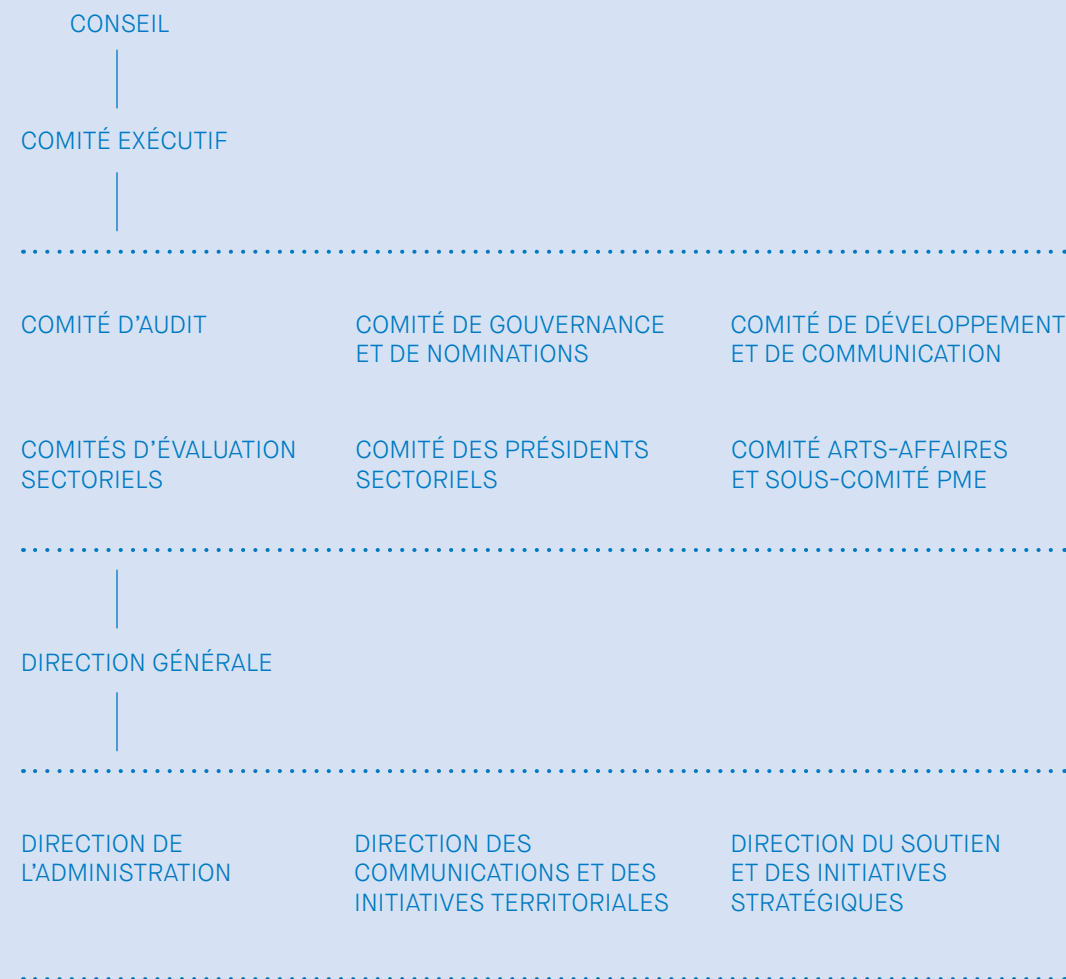 CONSEIL
COMITÉ EXÉCUTIF
COMITÉ D’AUDIT
COMITÉ DE GOUVERNANCE
ET DE NOMINATIONS
COMITÉ DE DÉVELOPPEMENT
ET DE COMMUNICATION
COMITÉS D’ÉVALUATION
SECTORIELS
COMITÉ DES PRÉSIDENTS
SECTORIELS
COMITÉ ARTS-AFFAIRES
ET SOUS-COMITÉ PME
DIRECTION GÉNÉRALE
DIRECTION DE
L’ADMINISTRATION
DIRECTION DES
COMMUNICATIONS ET DES
INITIATIVES TERRITORIALES
DIRECTION DU SOUTIEN
ET DES INITIATIVES
STRATÉGIQUES